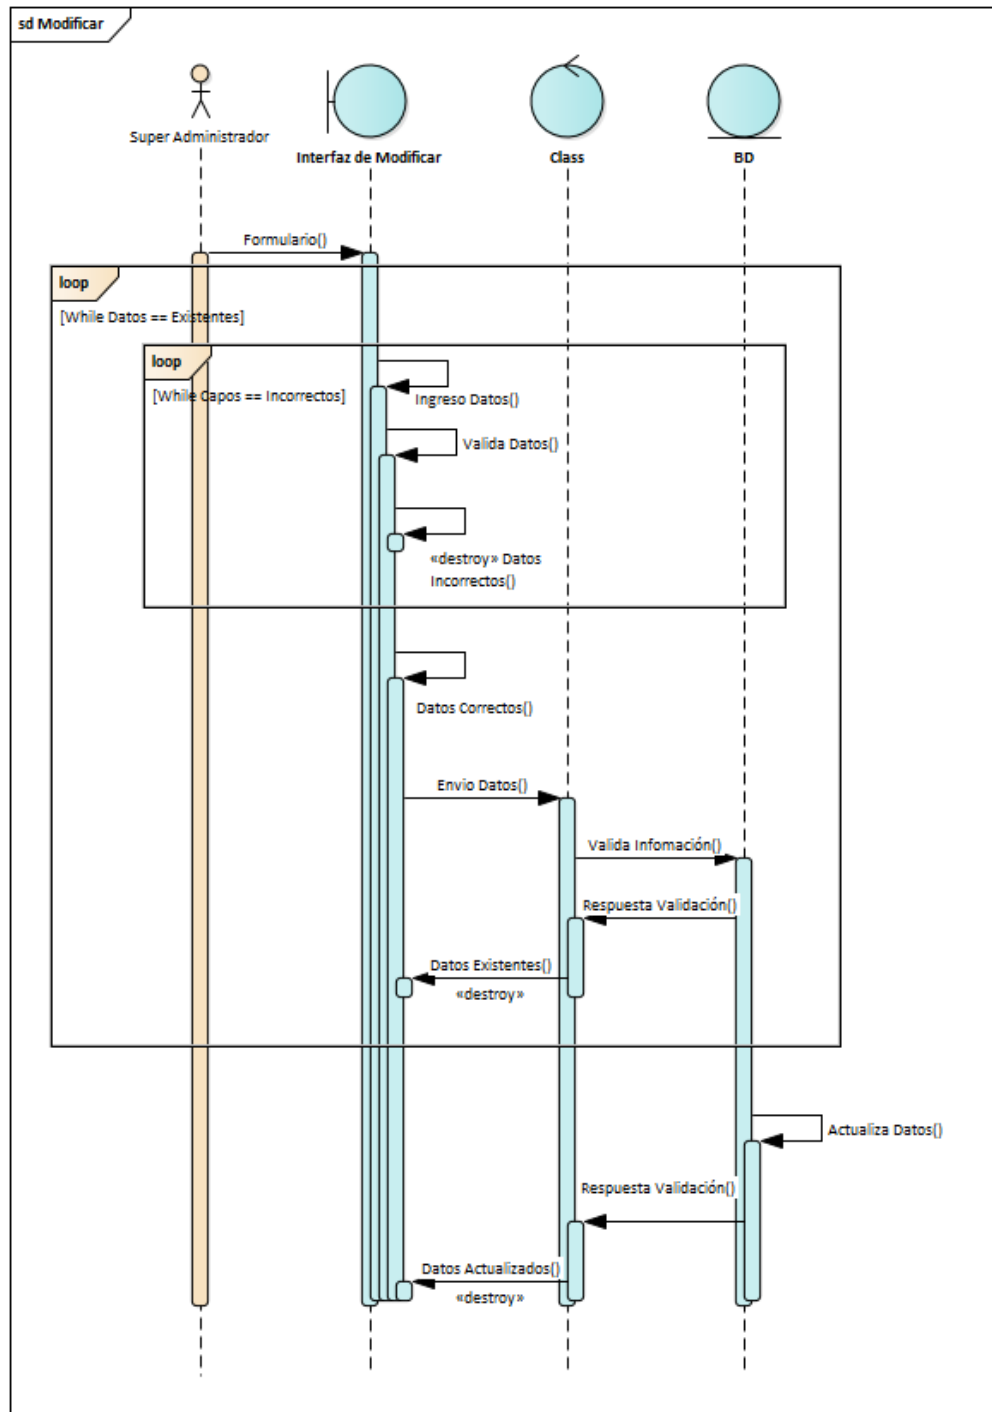 sd Modificar
Super Administrador
Interfaz de Modificar
Class
BD
Formulario()
loop
[While Datos == Existentes]
loop
[While Capos == Incorrectos]
Ingreso Datos()
Valida Datos()
«destroy» Datos
Incorrectos()
Datos Correctos()
Envio Datos()
Valida Infomación()
Respuesta Validación()
Datos Existentes()
«destroy»
Actualiza Datos()
Respuesta Validación()
Datos Actualizados()
«destroy»